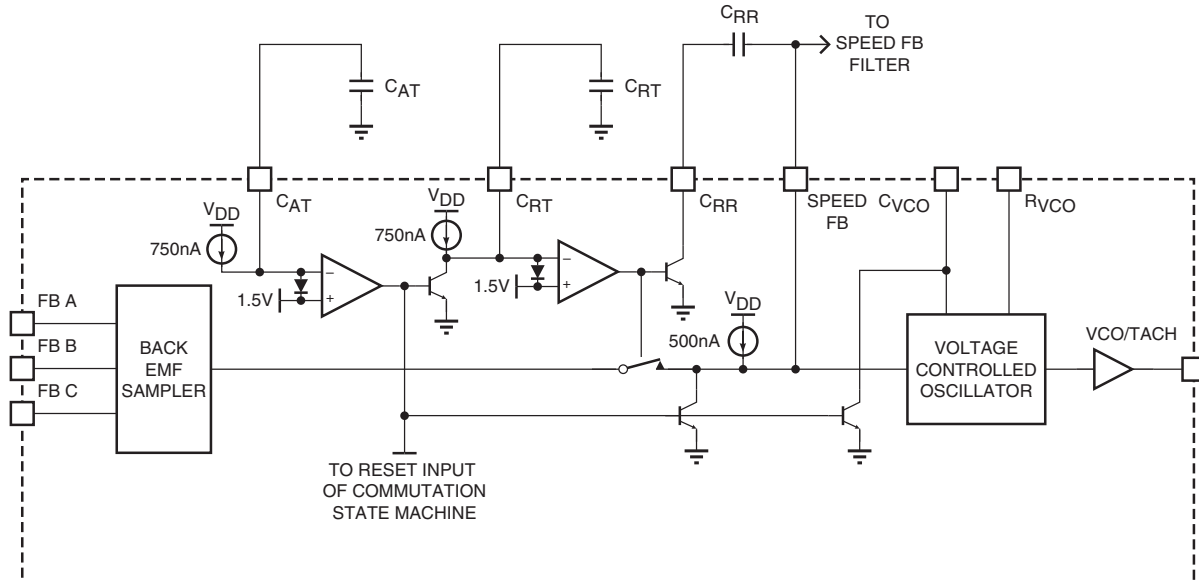 C_RR
TO
SPEED FB
FILTER
C_AT
C_RT
C_AT
C_RT
C_RR
SPEED
FB
C_VCO
R_VCO
V_DD
750nA
V_DD
750nA
−
+
1.5V
−
+
1.5V
V_DD
500nA
FB A
FB B
FB C
BACK
EMF
SAMPLER
VOLTAGE
CONTROLLED
OSCILLATOR
VCO/TACH
TO RESET INPUT
OF COMMUTATION
STATE MACHINE